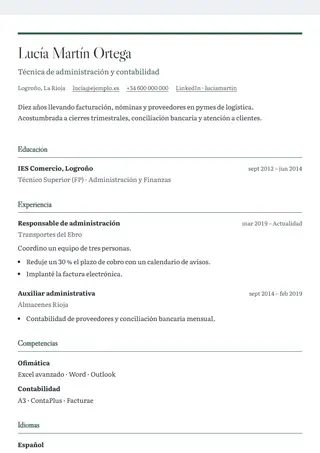 Lucía Martín Ortega
Técnica de administración y contabilidad
Logroño, La Rioja lucia@ejemplo.es +34 600 000 000 LinkedIn · luciamartin
Diez años llevando facturación, nóminas y proveedores en pymes de logística.
Acostumbrada a cierres trimestrales, conciliación bancaria y atención a clientes.
Educación
IES Comercio, Logroño sept 2012 – jun 2014
Técnico Superior (FP) · Administración y Finanzas
Experiencia
Responsable de administración mar 2019 – Actualidad
Transportes del Ebro
Coordino un equipo de tres personas.
• Reduje un 30 % el plazo de cobro con un calendario de avisos.
• Implanté la factura electrónica.
Auxiliar administrativa sept 2014 – feb 2019
Almacenes Rioja
• Contabilidad de proveedores y conciliación bancaria mensual.
Competencias
Ofimática
Excel avanzado · Word · Outlook
Contabilidad
A3 · ContaPlus · Facturae
Idiomas
Español